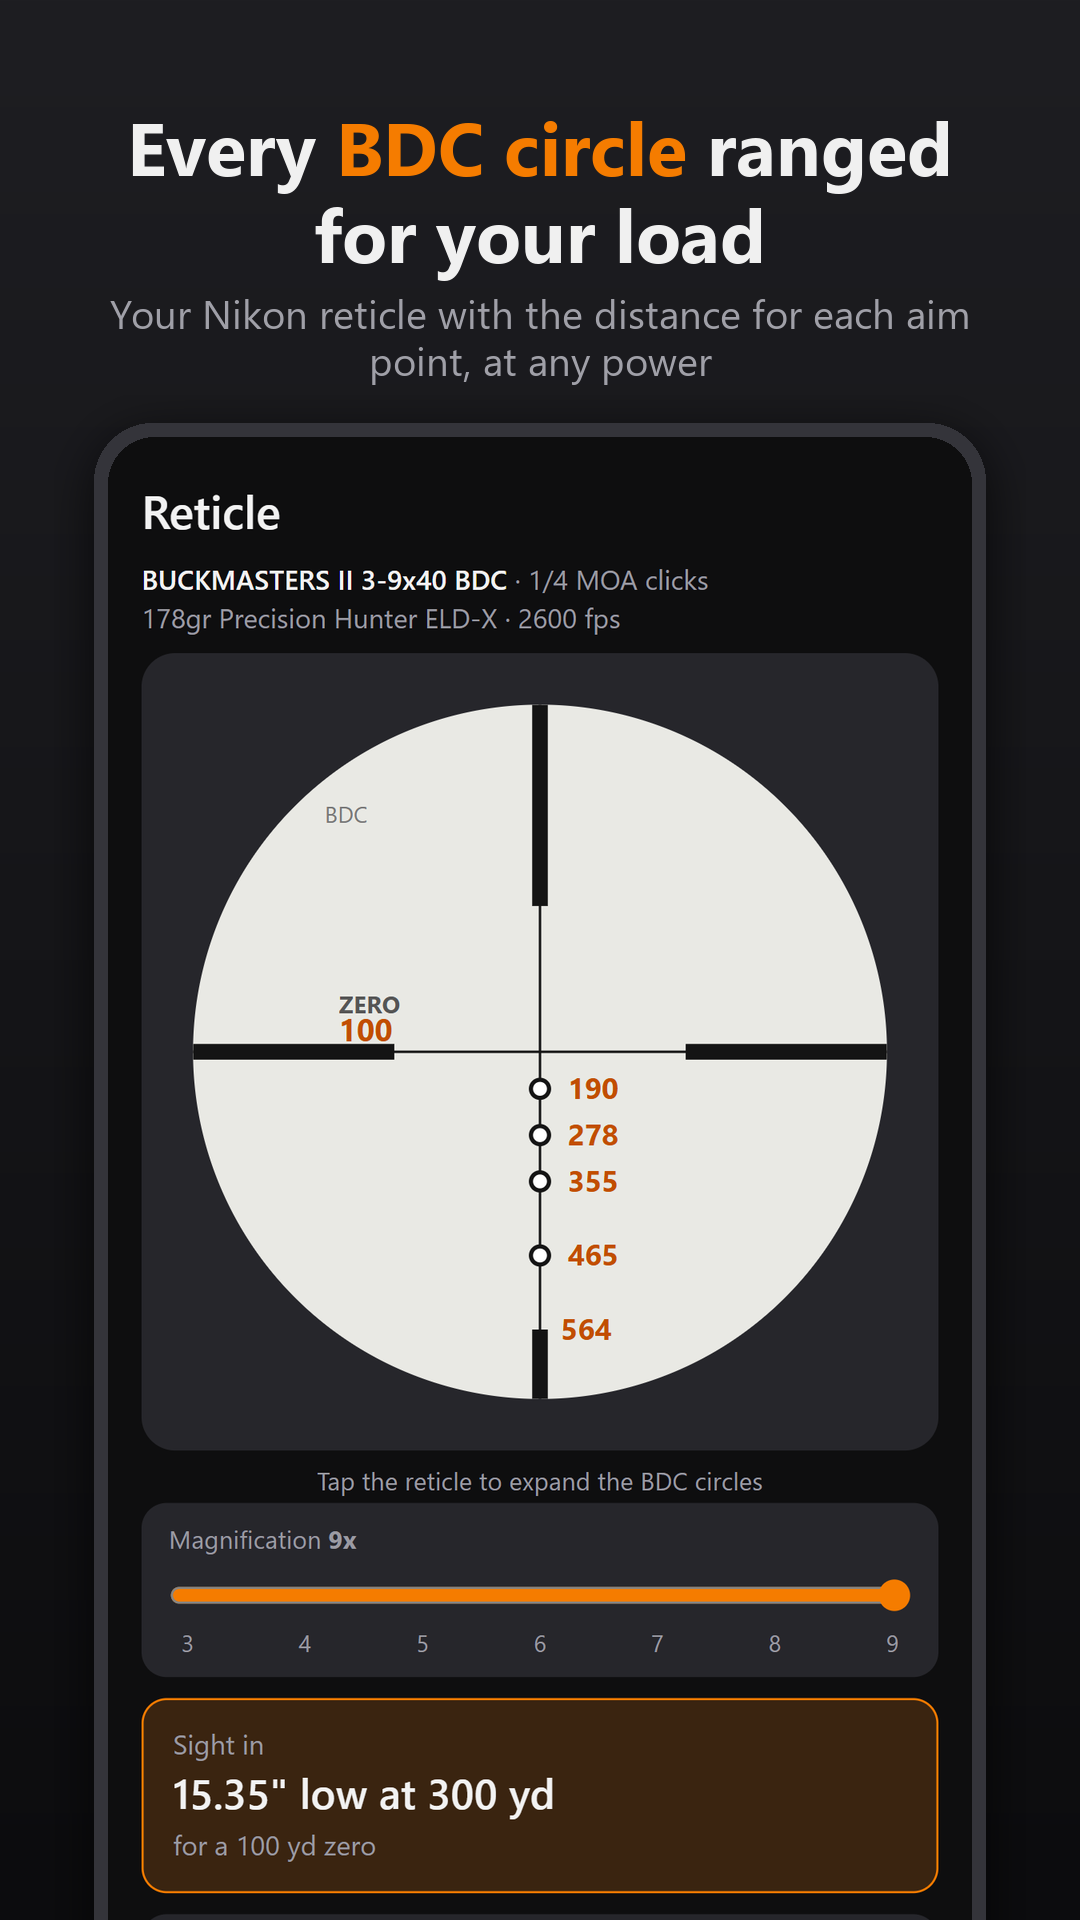 Every BDC circle ranged
for your load
Your Nikon reticle with the distance for each aim
point, at any power
Reticle
BUCKMASTERS II 3-9x40 BDC · 1/4 MOA clicks
178gr Precision Hunter ELD-X · 2600 fps
BDC
ZERO
100
190
278
355
465
564
Tap the reticle to expand the BDC circles
Magnification 9x
3 4 5 6 7 8 9
Sight in
15.35" low at 300 yd
for a 100 yd zero